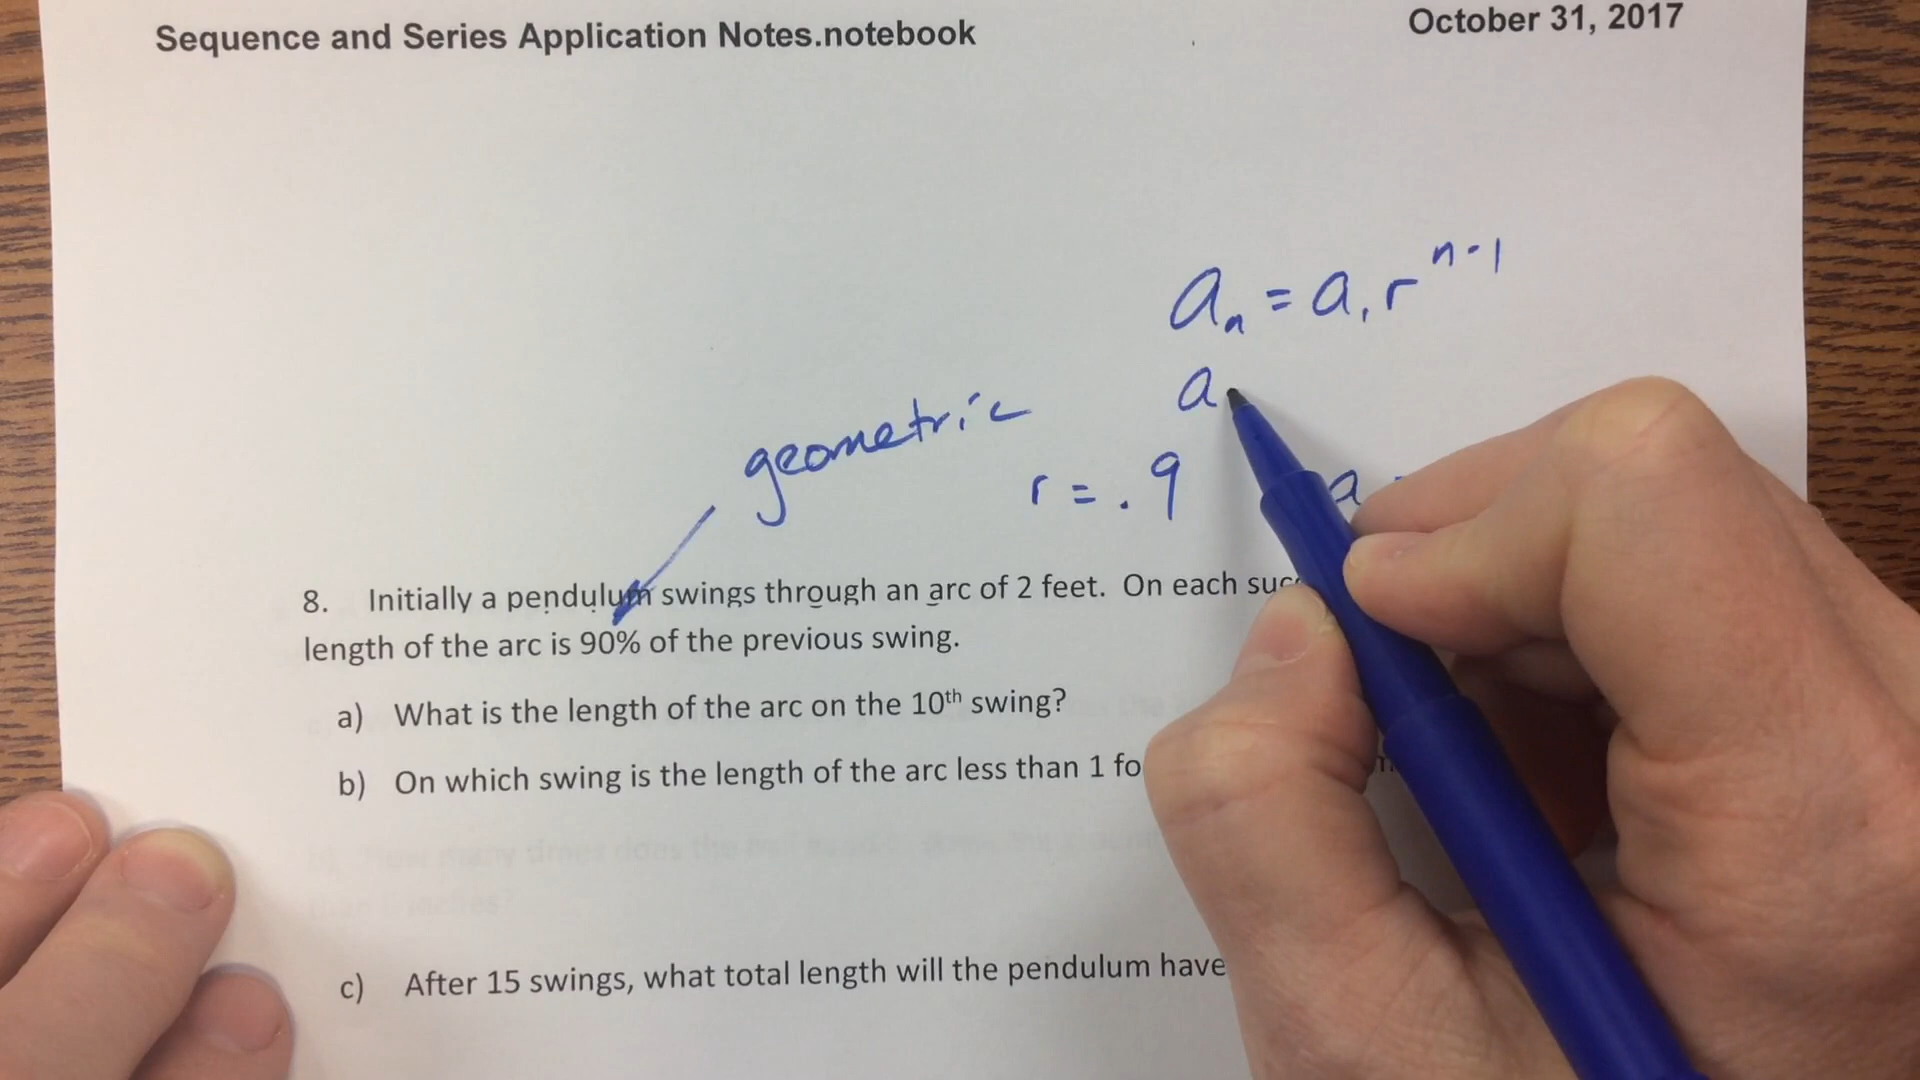 Sequence and Series Application Notes.notebook
October 31, 2017
aₙ = a₁rⁿ⁻¹
a
geometric
r = .9
a =
8. Initially a pendulum swings through an arc of 2 feet. On each
length of the arc is 90% of the previous swing.
a) What is the length of the arc on the 10th swing?
b) On which swing is the length of the arc less than 1
c) After 15 swings, what total length will the pendulum have